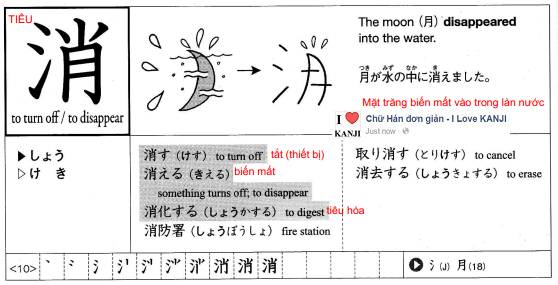 TIÊU
消
to turn off / to disappear
The moon (月) disappeared
into the water.
つき みず なか き
月が水の中に消えました。
Mặt trăng biến mất vào trong làn nước
I ❤ KANJI
Chữ Hán đơn giản - I Love KANJI
Just now
▶しょう
▷け き
消す（けす）to turn off tắt (thiết bị)
消える（きえる）biến mất
something turns off; to disappear
消化する（しょうかする）to digest tiêu hóa
消防署（しょうぼうしょ）fire station
取り消す（とりけす）to cancel
消去する（しょうきょする）to erase
<10>
消 消 消
▶ 氵(J) 月(18)